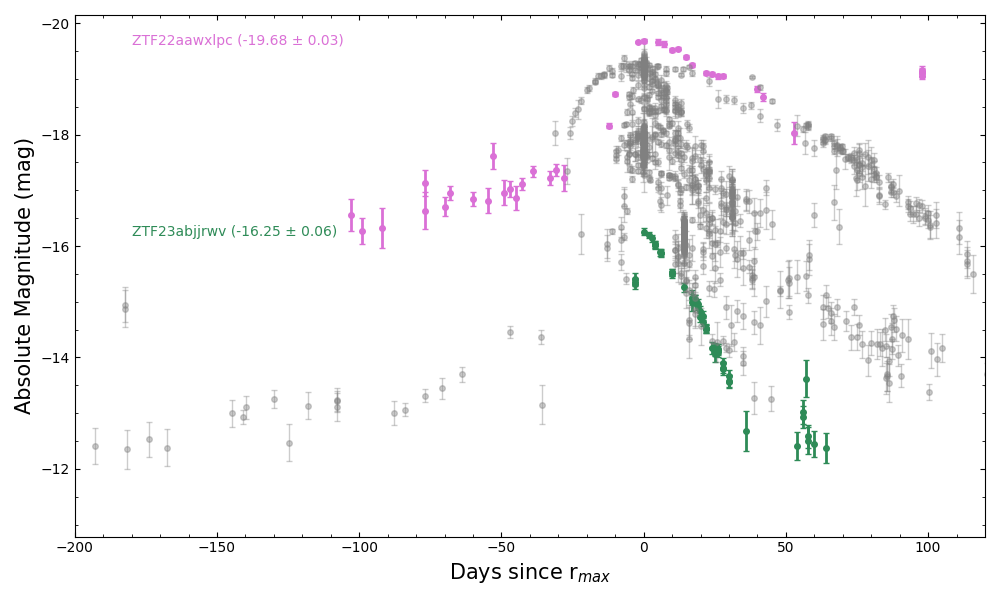 ZTF22aawxlpc (-19.68 ± 0.03)
ZTF23abjjrwv (-16.25 ± 0.06)
Absolute Magnitude (mag)
−20
−18
−16
−14
−12
−200 −150 −100 −50 0 50 100
Days since r_max